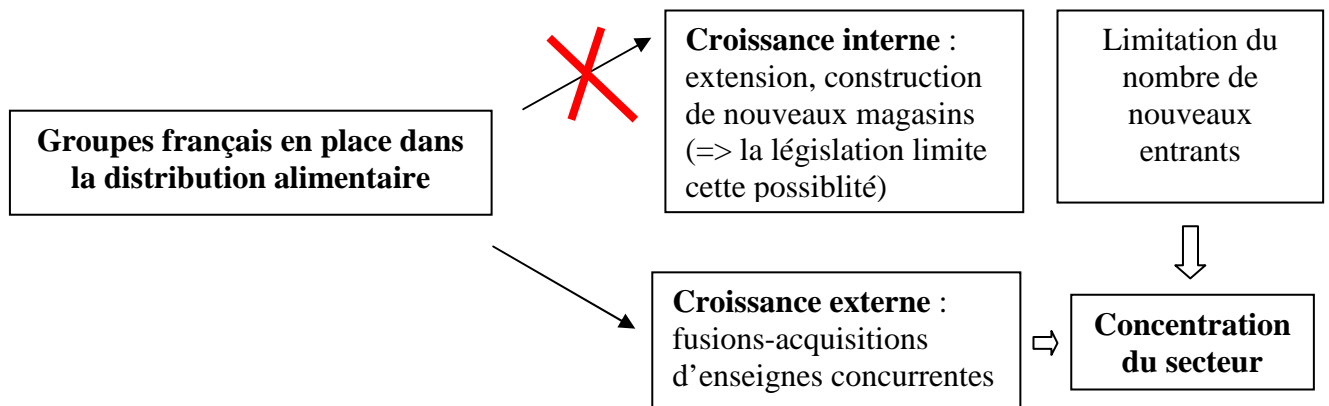 Groupes français en place dans
la distribution alimentaire
Croissance interne :
extension, construction
de nouveaux magasins
(=> la législation limite
cette possiblité)
Limitation du
nombre de
nouveaux
entrants
Croissance externe :
fusions-acquisitions
d’enseignes concurrentes
Concentration
du secteur